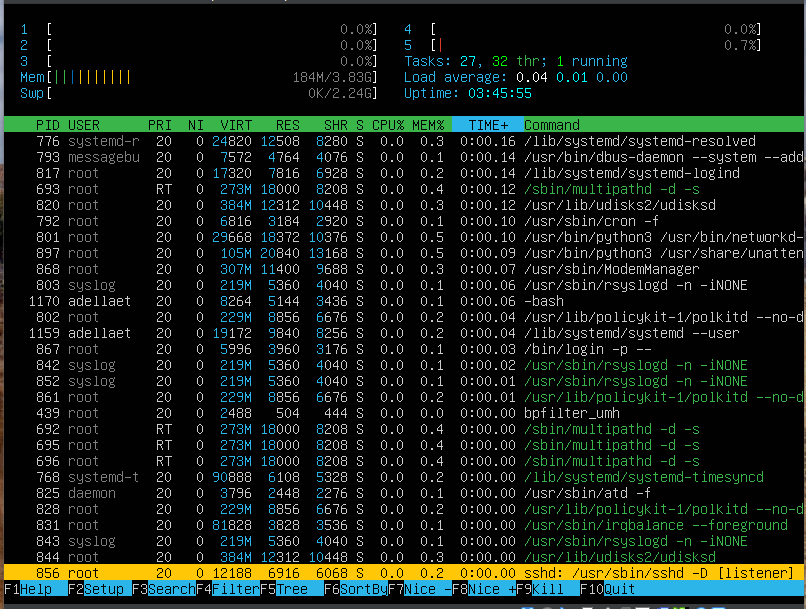 1 [ 0.0%] 4 [ 0.0%]
2 [ 0.0%] 5 [| 0.7%]
3 [ 0.0%] Tasks: 27, 32 thr; 1 running
Mem[|||||||||| 184M/3.83G] Load average: 0.04 0.01 0.00
Swp[ 0K/2.24G] Uptime: 03:45:55
PID USER PRI NI VIRT RES SHR S CPU% MEM% TIME+ Command
776 systemd-r 20 0 24820 12508 8280 S 0.0 0.3 0:00.16 /lib/systemd/systemd-resolved
793 messagebu 20 0 7572 4764 4076 S 0.0 0.1 0:00.14 /usr/bin/dbus-daemon --system --add
817 root 20 0 17320 7816 6928 S 0.0 0.2 0:00.14 /lib/systemd/systemd-logind
693 root RT 0 273M 18000 8208 S 0.0 0.4 0:00.12 /sbin/multipathd -d -s
820 root 20 0 384M 12312 10448 S 0.0 0.3 0:00.12 /usr/lib/udisks2/udisksd
792 root 20 0 6816 3184 2920 S 0.0 0.1 0:00.10 /usr/sbin/cron -f
801 root 20 0 29668 18372 10376 S 0.0 0.5 0:00.10 /usr/bin/python3 /usr/bin/networkd-
897 root 20 0 105M 20840 13168 S 0.0 0.5 0:00.09 /usr/bin/python3 /usr/share/unatten
868 root 20 0 307M 11400 9688 S 0.0 0.3 0:00.07 /usr/sbin/ModemManager
803 syslog 20 0 219M 5360 4040 S 0.0 0.1 0:00.06 /usr/sbin/rsyslogd -n -iNONE
1170 adellaet 20 0 8264 5144 3436 S 0.0 0.1 0:00.06 -bash
802 root 20 0 229M 8856 6676 S 0.0 0.2 0:00.04 /usr/lib/policykit-1/polkitd --no-d
1159 adellaet 20 0 19172 9840 8256 S 0.0 0.2 0:00.04 /lib/systemd/systemd --user
867 root 20 0 5996 3960 3176 S 0.0 0.1 0:00.03 /bin/login -p --
842 syslog 20 0 219M 5360 4040 S 0.0 0.1 0:00.02 /usr/sbin/rsyslogd -n -iNONE
852 syslog 20 0 219M 5360 4040 S 0.0 0.1 0:00.01 /usr/sbin/rsyslogd -n -iNONE
861 root 20 0 229M 8856 6676 S 0.0 0.2 0:00.01 /usr/lib/policykit-1/polkitd --no-d
439 root 20 0 2488 504 444 S 0.0 0.0 0:00.00 bpfilter_umh
692 root RT 0 273M 18000 8208 S 0.0 0.4 0:00.00 /sbin/multipathd -d -s
695 root RT 0 273M 18000 8208 S 0.0 0.4 0:00.00 /sbin/multipathd -d -s
696 root RT 0 273M 18000 8208 S 0.0 0.4 0:00.00 /sbin/multipathd -d -s
768 systemd-t 20 0 90888 6108 5328 S 0.0 0.2 0:00.00 /lib/systemd/systemd-timesyncd
825 daemon 20 0 3796 2448 2276 S 0.0 0.1 0:00.00 /usr/sbin/atd -f
828 root 20 0 229M 8856 6676 S 0.0 0.2 0:00.00 /usr/lib/policykit-1/polkitd --no-d
831 root 20 0 81828 3828 3536 S 0.0 0.1 0:00.00 /usr/sbin/irqbalance --foreground
843 syslog 20 0 219M 5360 4040 S 0.0 0.1 0:00.00 /usr/sbin/rsyslogd -n -iNONE
844 root 20 0 384M 12312 10448 S 0.0 0.3 0:00.00 /usr/lib/udisks2/udisksd
856 root 20 0 12188 6916 6068 S 0.0 0.2 0:00.00 sshd: /usr/sbin/sshd -D [listener]
F1Help F2Setup F3SearchF4FilterF5Tree F6SortByF7Nice -F8Nice +F9Kill F10Quit